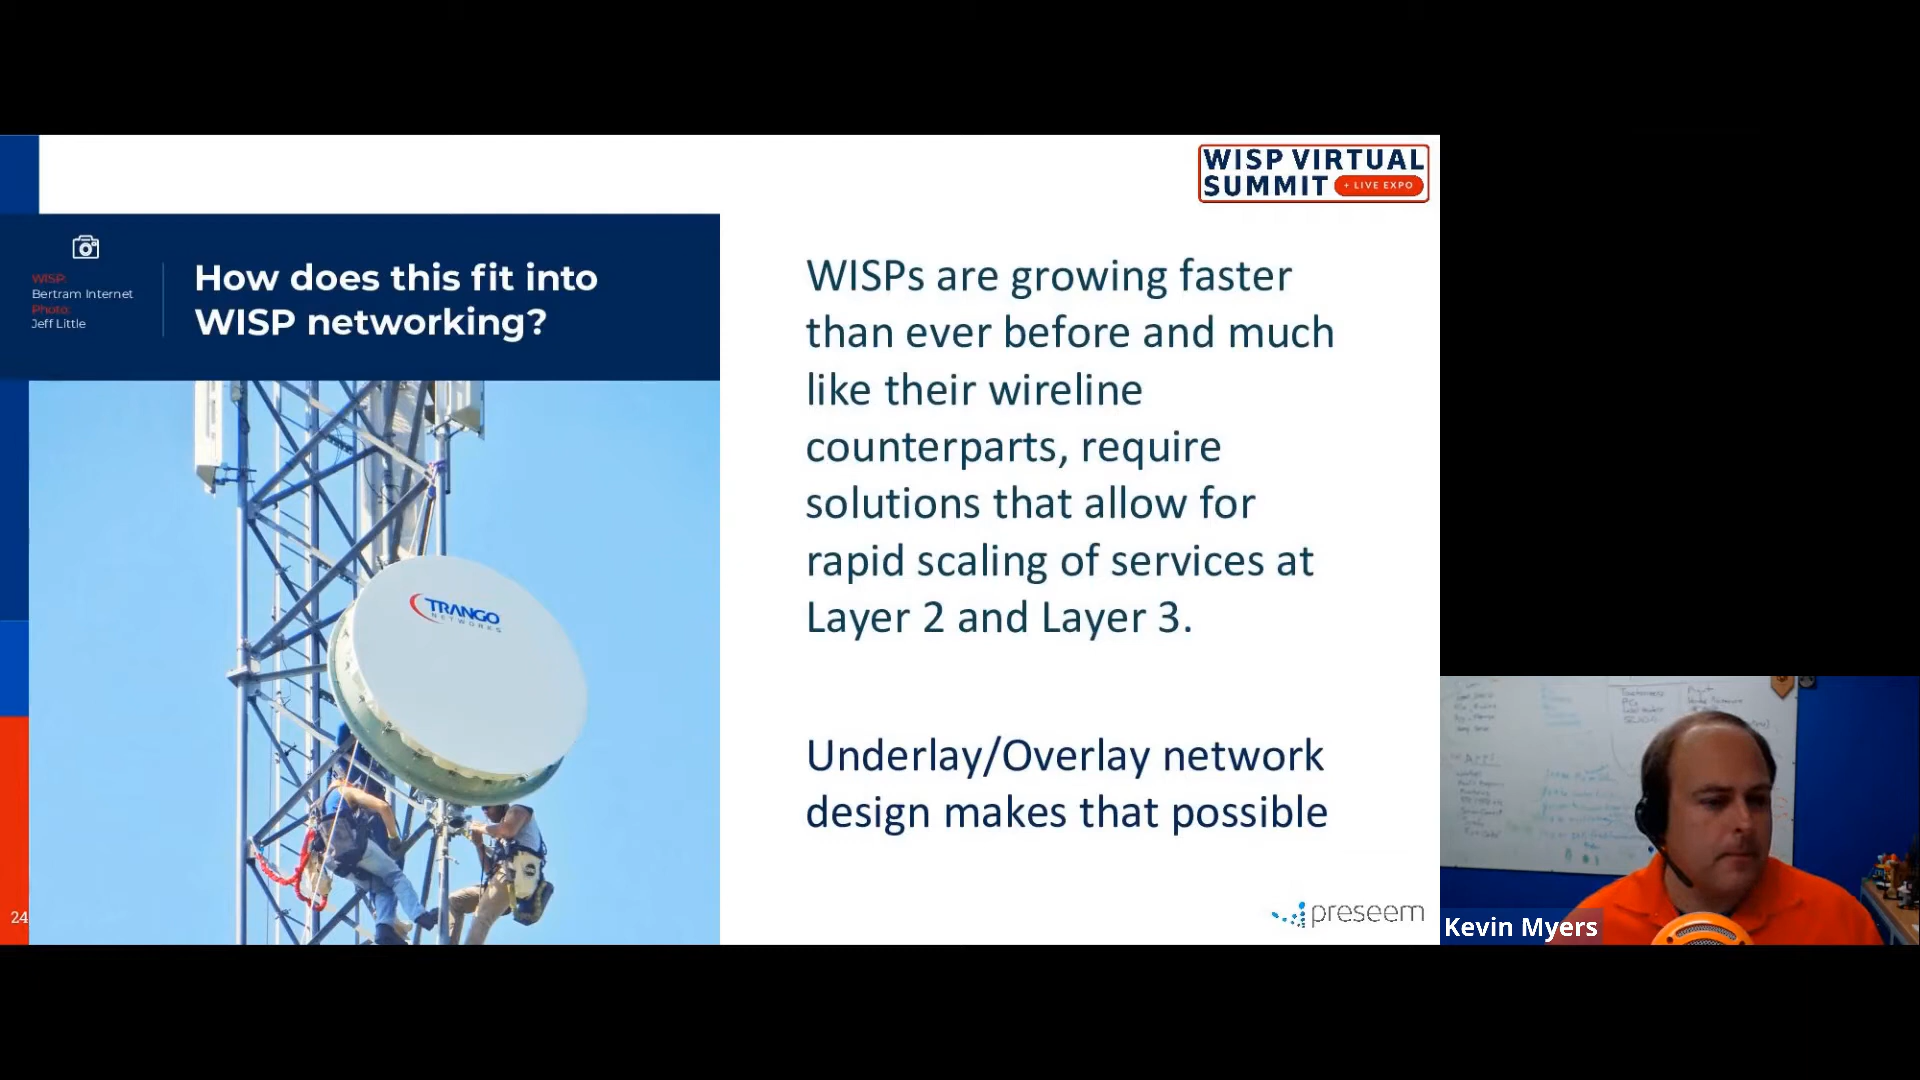 WISP VIRTUAL
SUMMIT + LIVE EXPO
WISP:
Bertram Internet
Photo:
Jeff Little
How does this fit into
WISP networking?
WISPs are growing faster
than ever before and much
like their wireline
counterparts, require
solutions that allow for
rapid scaling of services at
Layer 2 and Layer 3.
Underlay/Overlay network
design makes that possible
TRANGO
NETWORKS
24
preseem
Kevin Myers